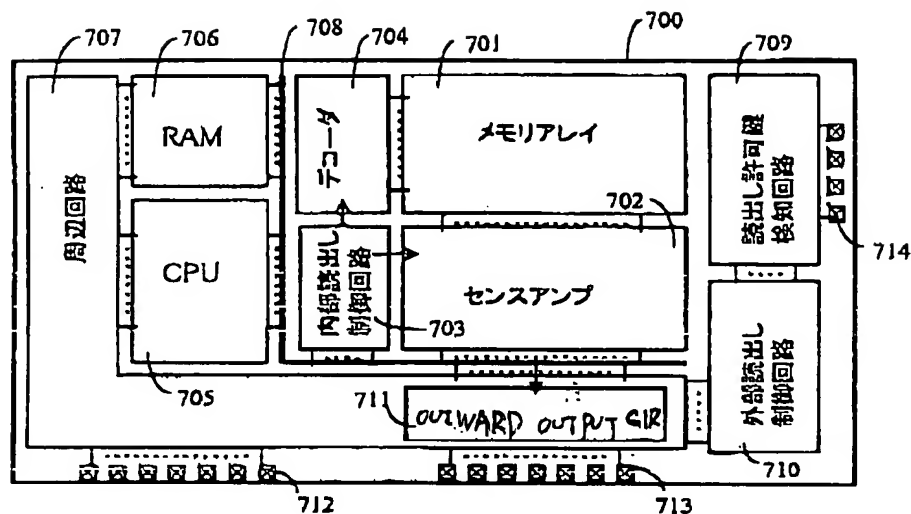 707
706
708
704
701
700
709
RAM
デコーダ
メモリアレイ
読出し許可鍵
検知回路
周辺回路
702
714
CPU
内部読出し
制御回路
703
センスアンプ
外部読出し
制御回路
705
711
OUTWARD OUTPUT CIR
710
712
713